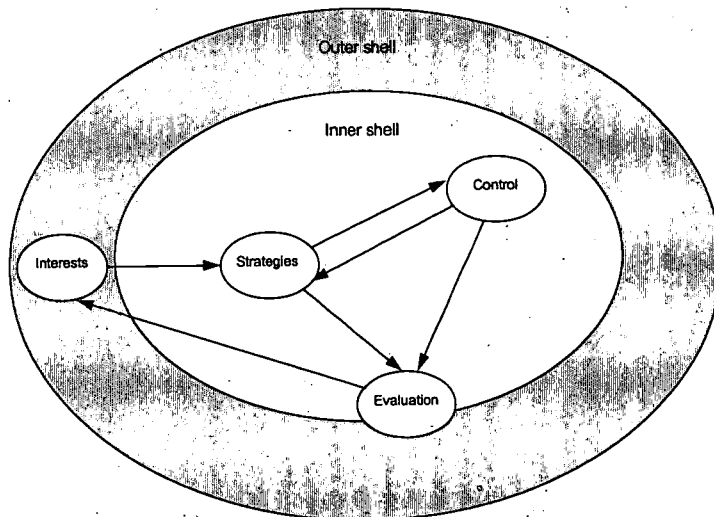 Outer shell
Inner shell
Control
Interests
Strategies
Evaluation